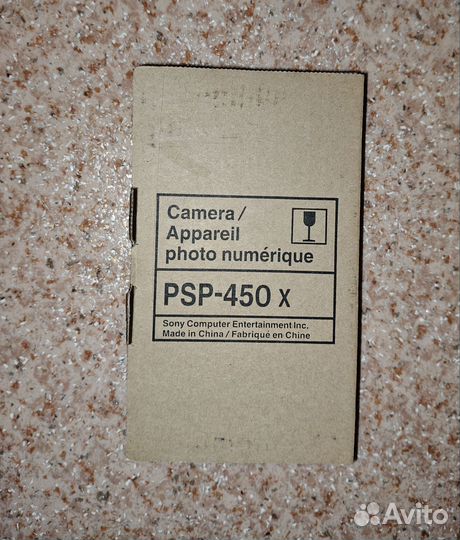 Camera /
Appareil
photo numérique
PSP-450 X
Sony Computer Entertainment Inc.
Made in China / Fabriqué en Chine
Avito